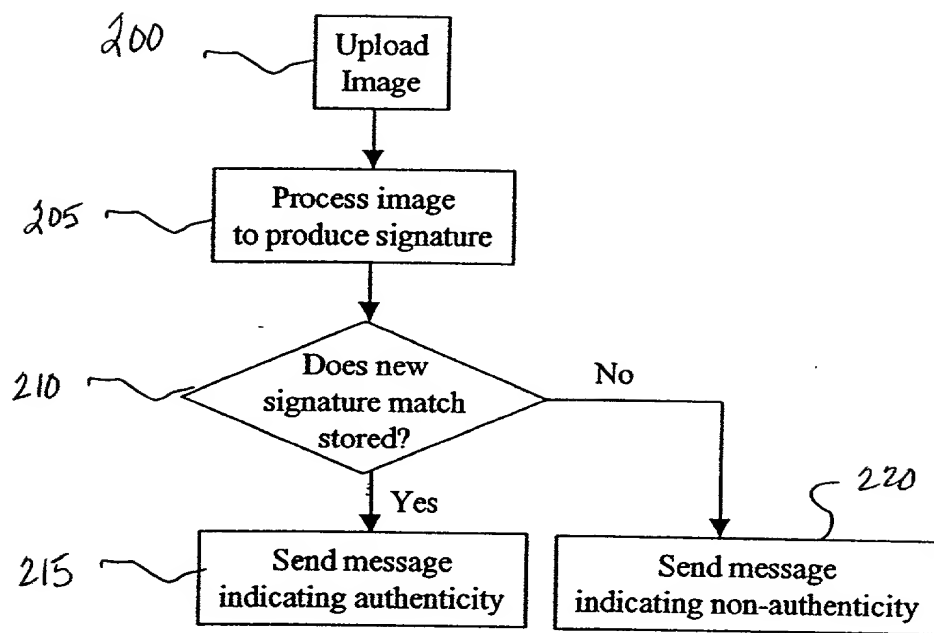 200
Upload
Image
205
Process image
to produce signature
210
Does new
signature match
stored?
No
Yes
220
215
Send message
indicating authenticity
Send message
indicating non-authenticity